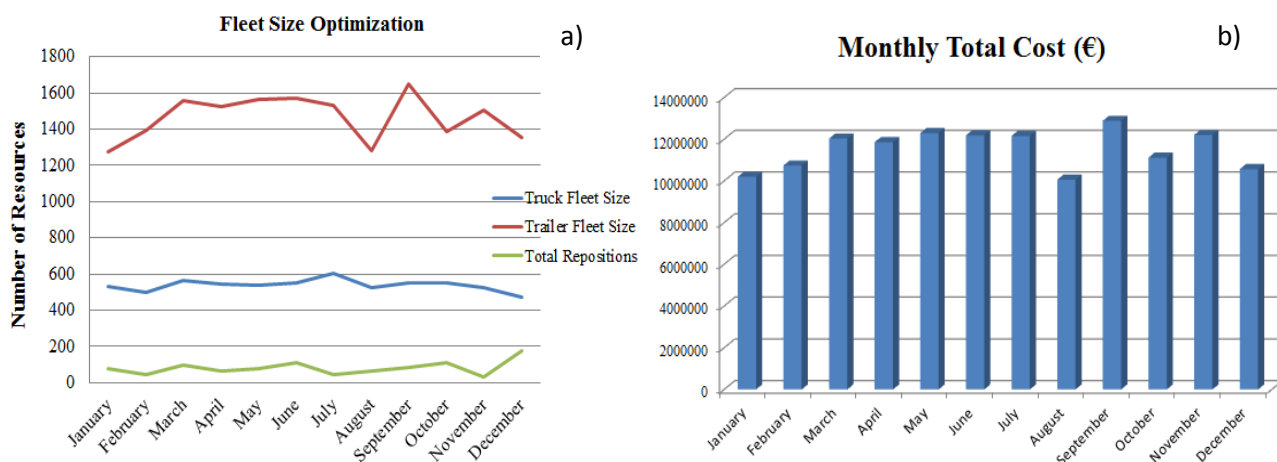 Fleet Size Optimization
a)
1800
1600
1400
1200
1000
800
600
400
200
0
Number of Resources
Truck Fleet Size
Trailer Fleet Size
Total Repositions
January
February
March
April
May
June
July
August
September
October
November
December
Monthly Total Cost (€)
b)
14000000
12000000
10000000
8000000
6000000
4000000
2000000
0
January
February
March
April
May
June
July
August
September
October
November
December